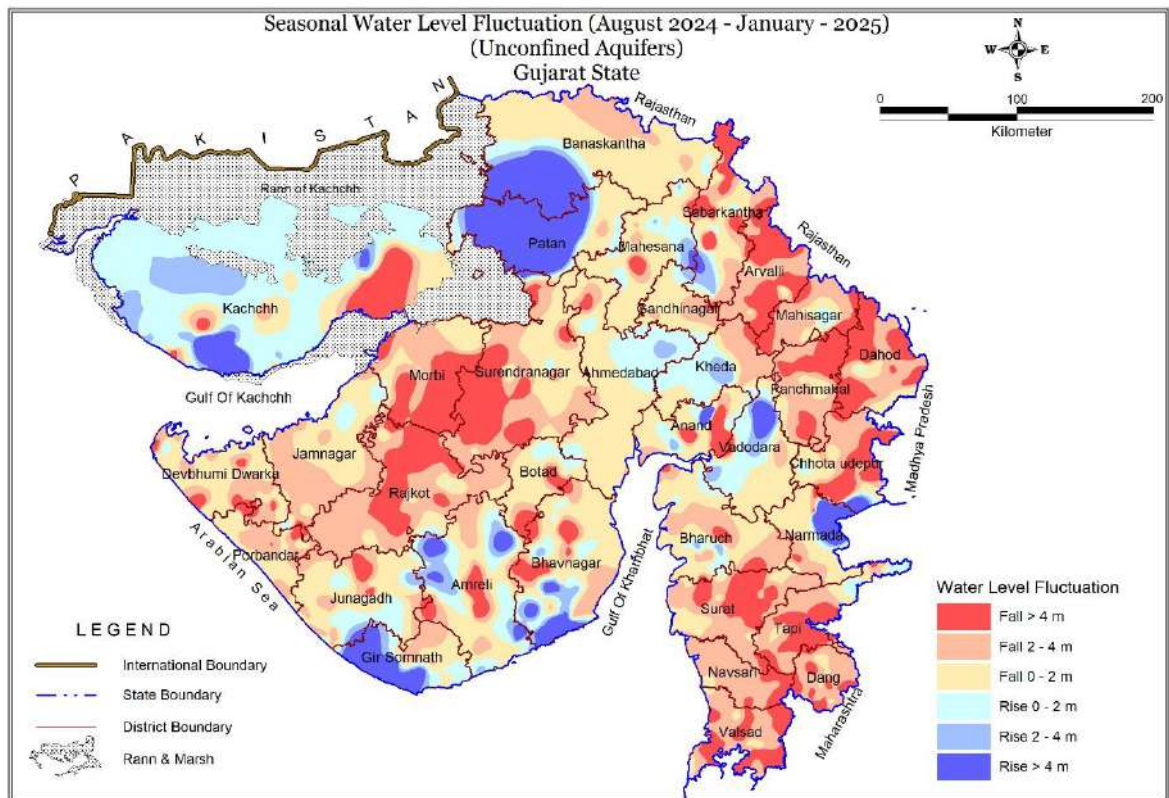 Seasonal Water Level Fluctuation (August 2024 - January - 2025)
(Unconfined Aquifers)
Gujarat State
N
W E
S
0 100 200
Kilometer
PAKISTAN
Rajasthan
Banaskantha
Rann of Kachchh
Sabarkantha
Patan
Mahesana
Rajasthan
Arvalli
Kachchh
Gandhinagar
Mahisagar
Morbi
Surendranagar
Ahmedabad
Kheda
Dahod
Panchmahal
Gulf Of Kachchh
Rajkot
Anand
Vadodara
Madhya Pradesh
Jamnagar
Devbhumi Dwarka
Botad
Chhota udepur
Rajkot
Arabian Sea
Porbandar
Bharuch
Narmada
Bhavnagar
Amreli
Junagadh
Gulf Of Khambhat
Surat
Tapi
Gir Somnath
Navsari
Dang
Maharashtra
Valsad
LEGEND
International Boundary
State Boundary
District Boundary
Rann & Marsh
Water Level Fluctuation
Fall > 4 m
Fall 2 - 4 m
Fall 0 - 2 m
Rise 0 - 2 m
Rise 2 - 4 m
Rise > 4 m